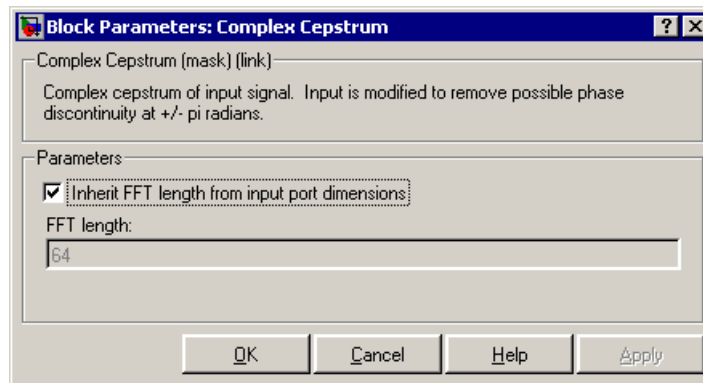 Block Parameters: Complex Cepstrum
Complex Cepstrum (mask) (link)
Complex cepstrum of input signal.  Input is modified to remove possible phase
discontinuity at +/- pi radians.
Parameters
Inherit FFT length from input port dimensions
FFT length:
64
OK Cancel Help Apply